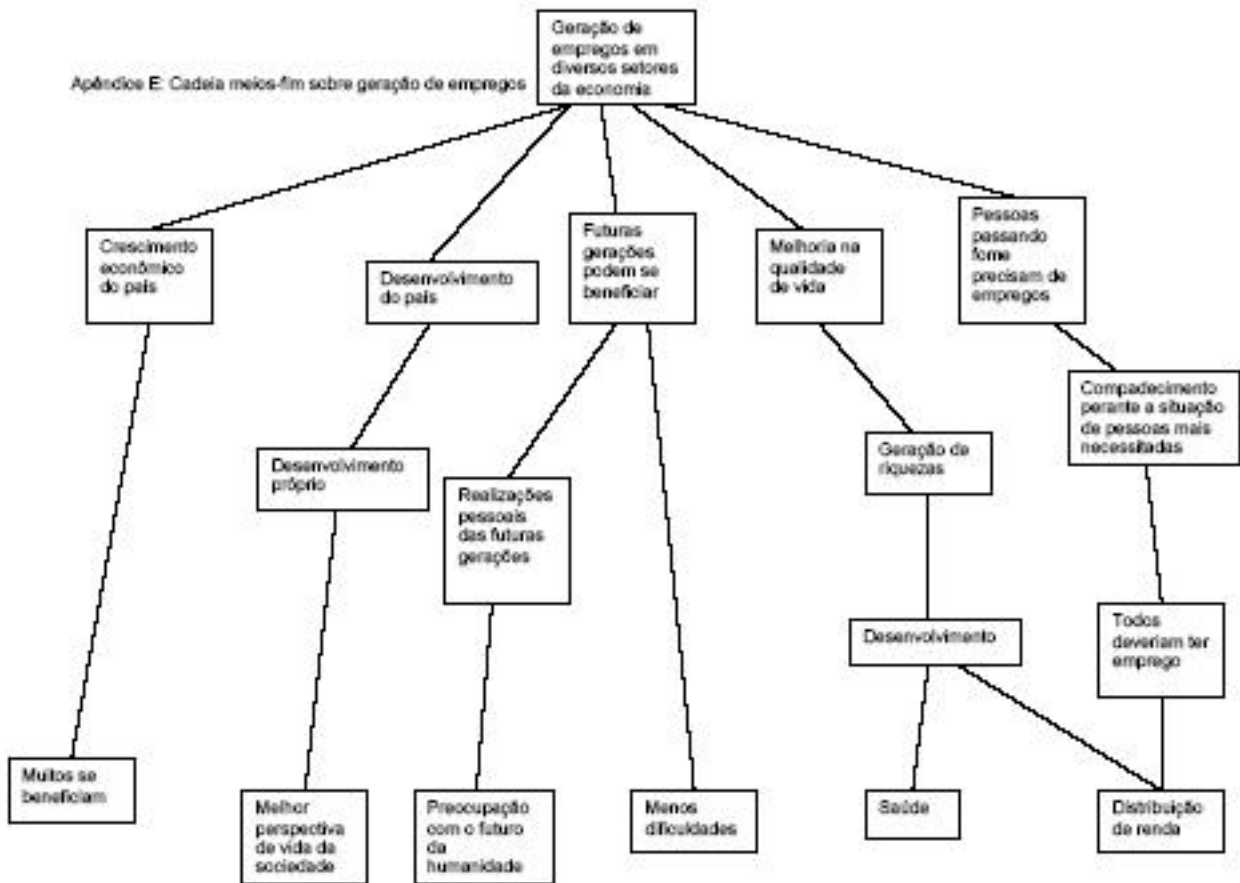 Geração de
empregos em
diversos setores
da economia
Apêndice E: Cadeia meios-fim sobre geração de empregos
Crescimento
econômico
do país
Desenvolvimento
do país
Futuras
gerações
podem se
beneficiar
Melhoria na
qualidade
de vida
Pessoas
passando
fome
precisam de
empregos
Compadecimento
perante a situação
de pessoas mais
necessitadas
Desenvolvimento
próprio
Realizações
pessoais
das futuras
gerações
Geração de
riquezas
Desenvolvimento
Todos
deveriam ter
emprego
Muitos se
beneficiam
Melhor
perspectiva
de vida da
sociedade
Preocupação
com o futuro
da
humanidade
Menos
dificuldades
Saúde
Distribuição
de renda